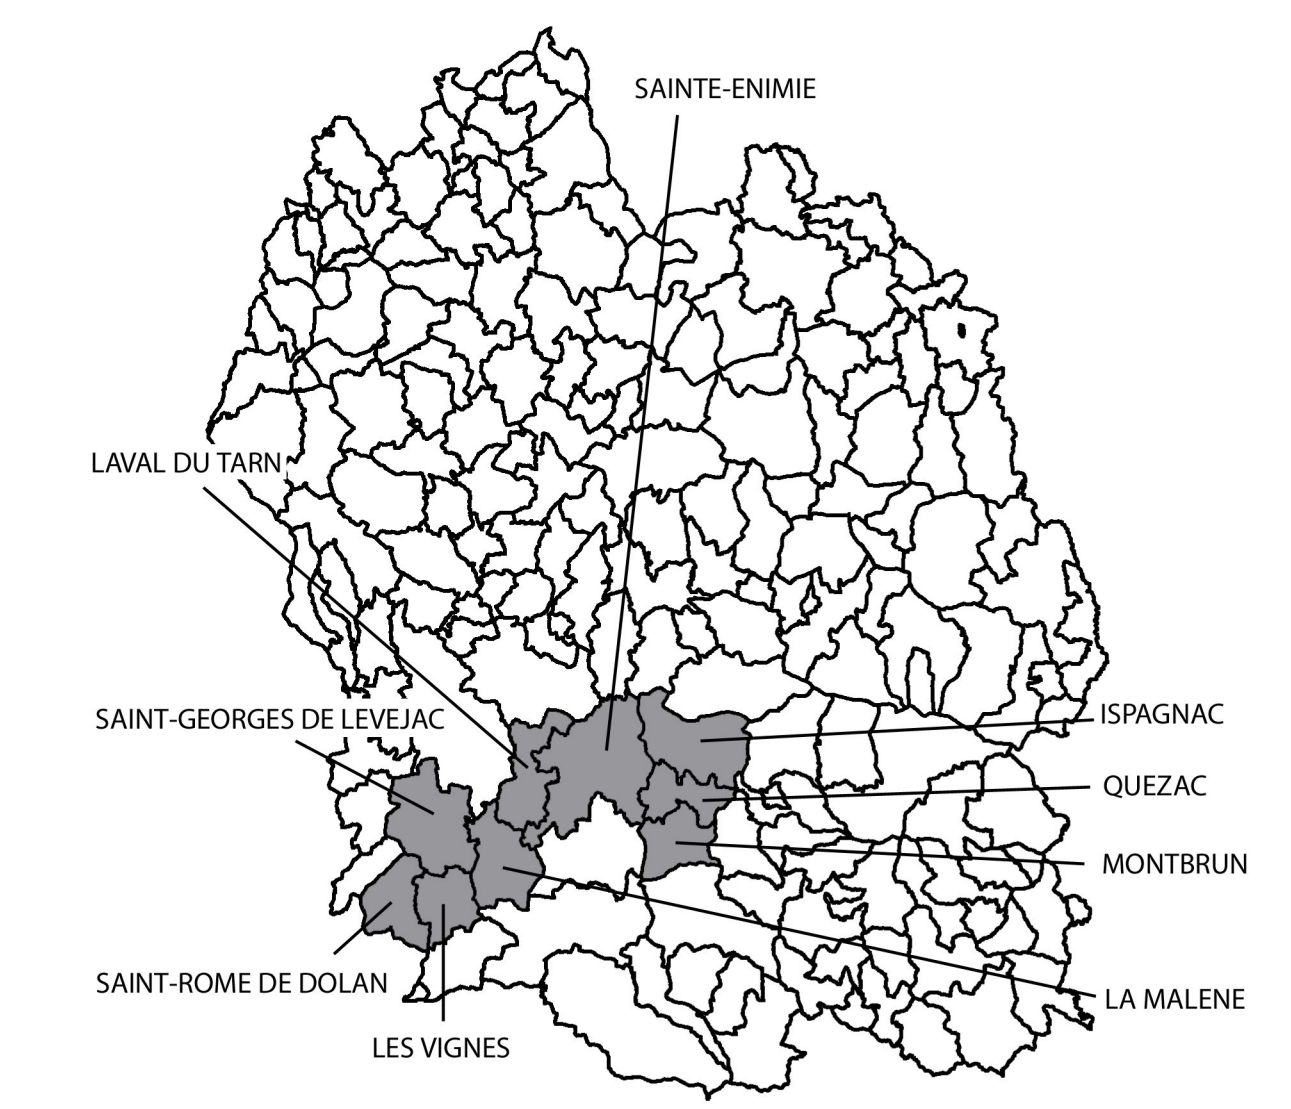 SAINTE-ENIMIE
LAVAL DU TARN
SAINT-GEORGES DE LEVEJAC
ISPAGNAC
QUEZAC
MONTBRUN
SAINT-ROME DE DOLAN
LA MALENE
LES VIGNES